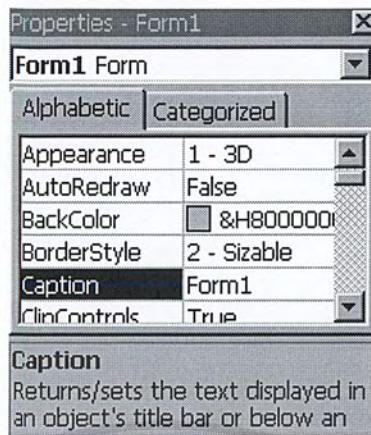 Properties - Form1
Form1 Form
Alphabetic Categorized
Appearance 1 - 3D
AutoRedraw False
BackColor &H800000
BorderStyle 2 - Sizable
Caption Form1
ClipControls True
Caption
Returns/sets the text displayed in
an object's title bar or below an